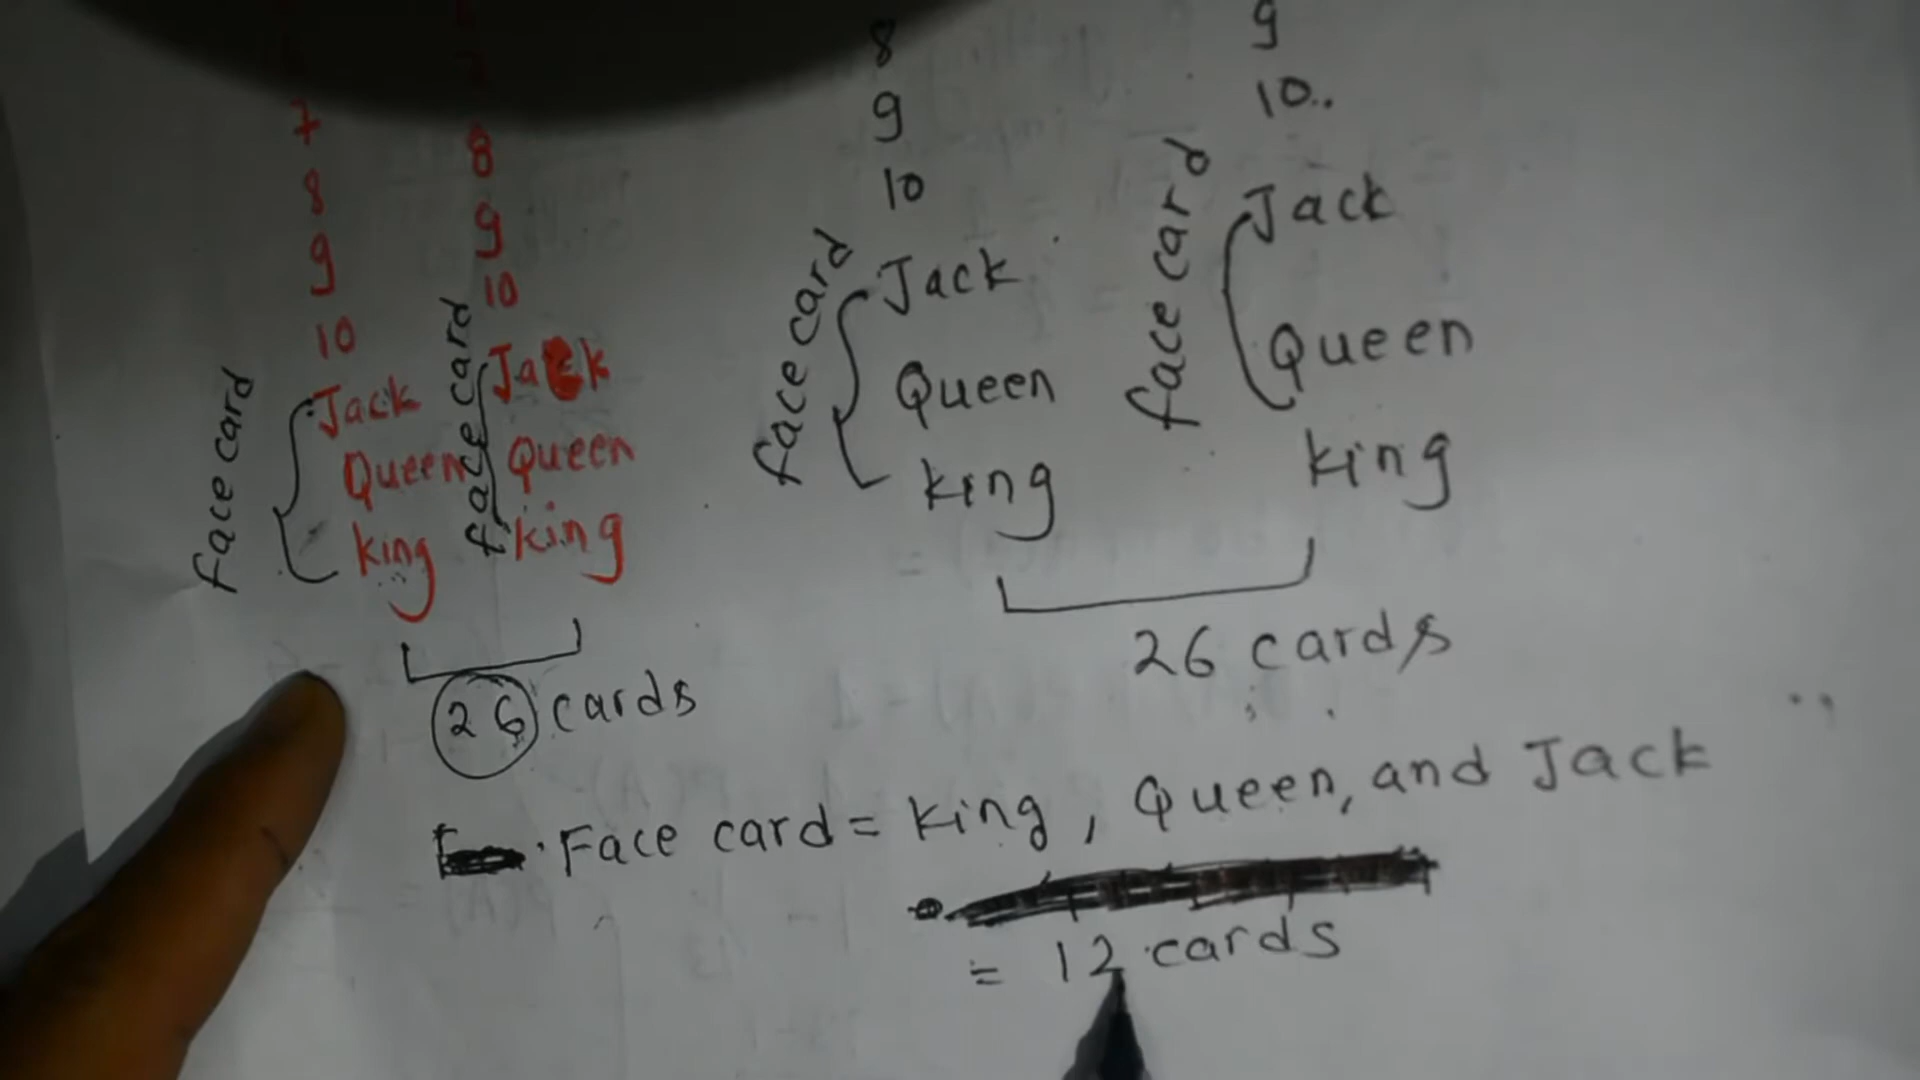 7
8
9
10
face card
Jack
Queen
king
8
9
10
face card
Jack
Queen
king
26 cards
8
9
10
face card
Jack
Queen
king
9
10..
face card
Jack
Queen
king
26 cards
Face card = king, Queen, and Jack
= 12 cards